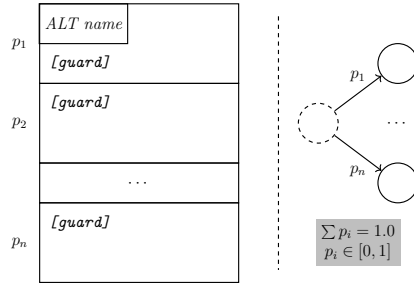 ALT name
p1
[guard]
[guard]
p2
...
[guard]
pn
p1
...
pn
∑ pi = 1.0
pi ∈ [0, 1]